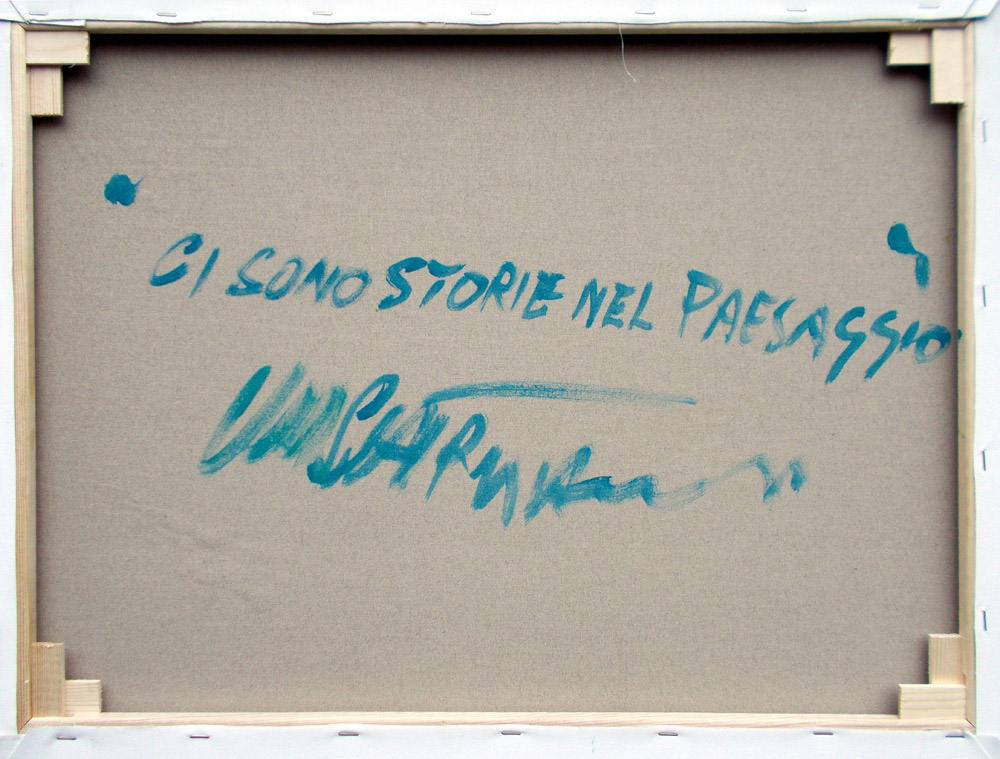 CI SONO STORIE NEL PAESAGGIO